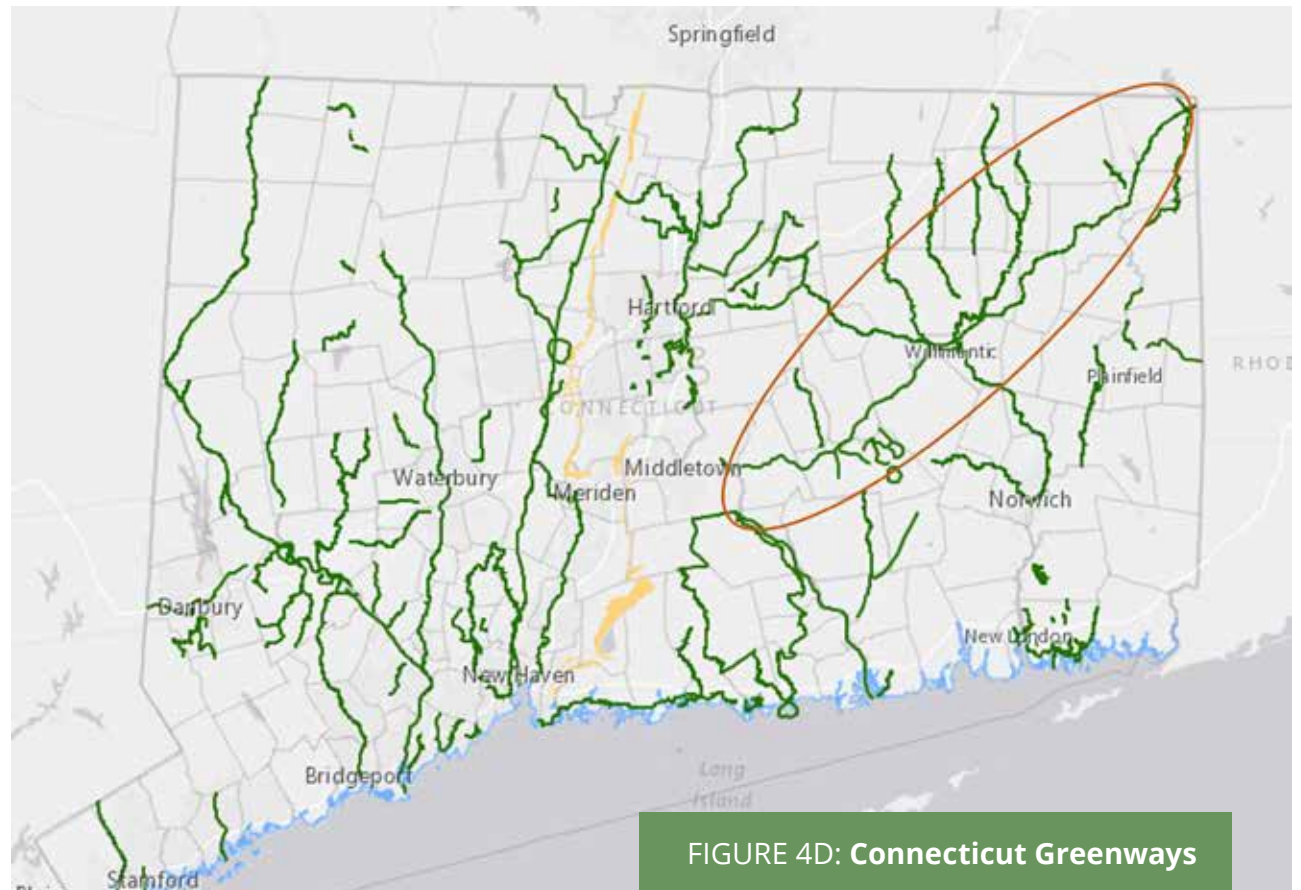 Springfield
Hartford
Willimantic
RHOD
Plainfield
CONNECTICUT
Waterbury
Middletown
Meriden
Norwich
Danbury
New London
New Haven
Bridgeport
Long
Island
FIGURE 4D: Connecticut Greenways
Stamford